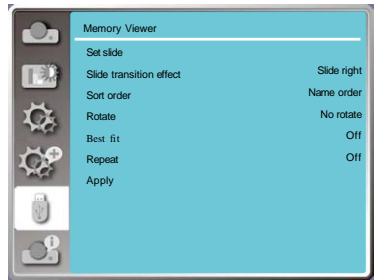 Memory Viewer
Set slide
Slide transition effect Slide right
Sort order Name order
Rotate No rotate
Best fit Off
Repeat Off
Apply